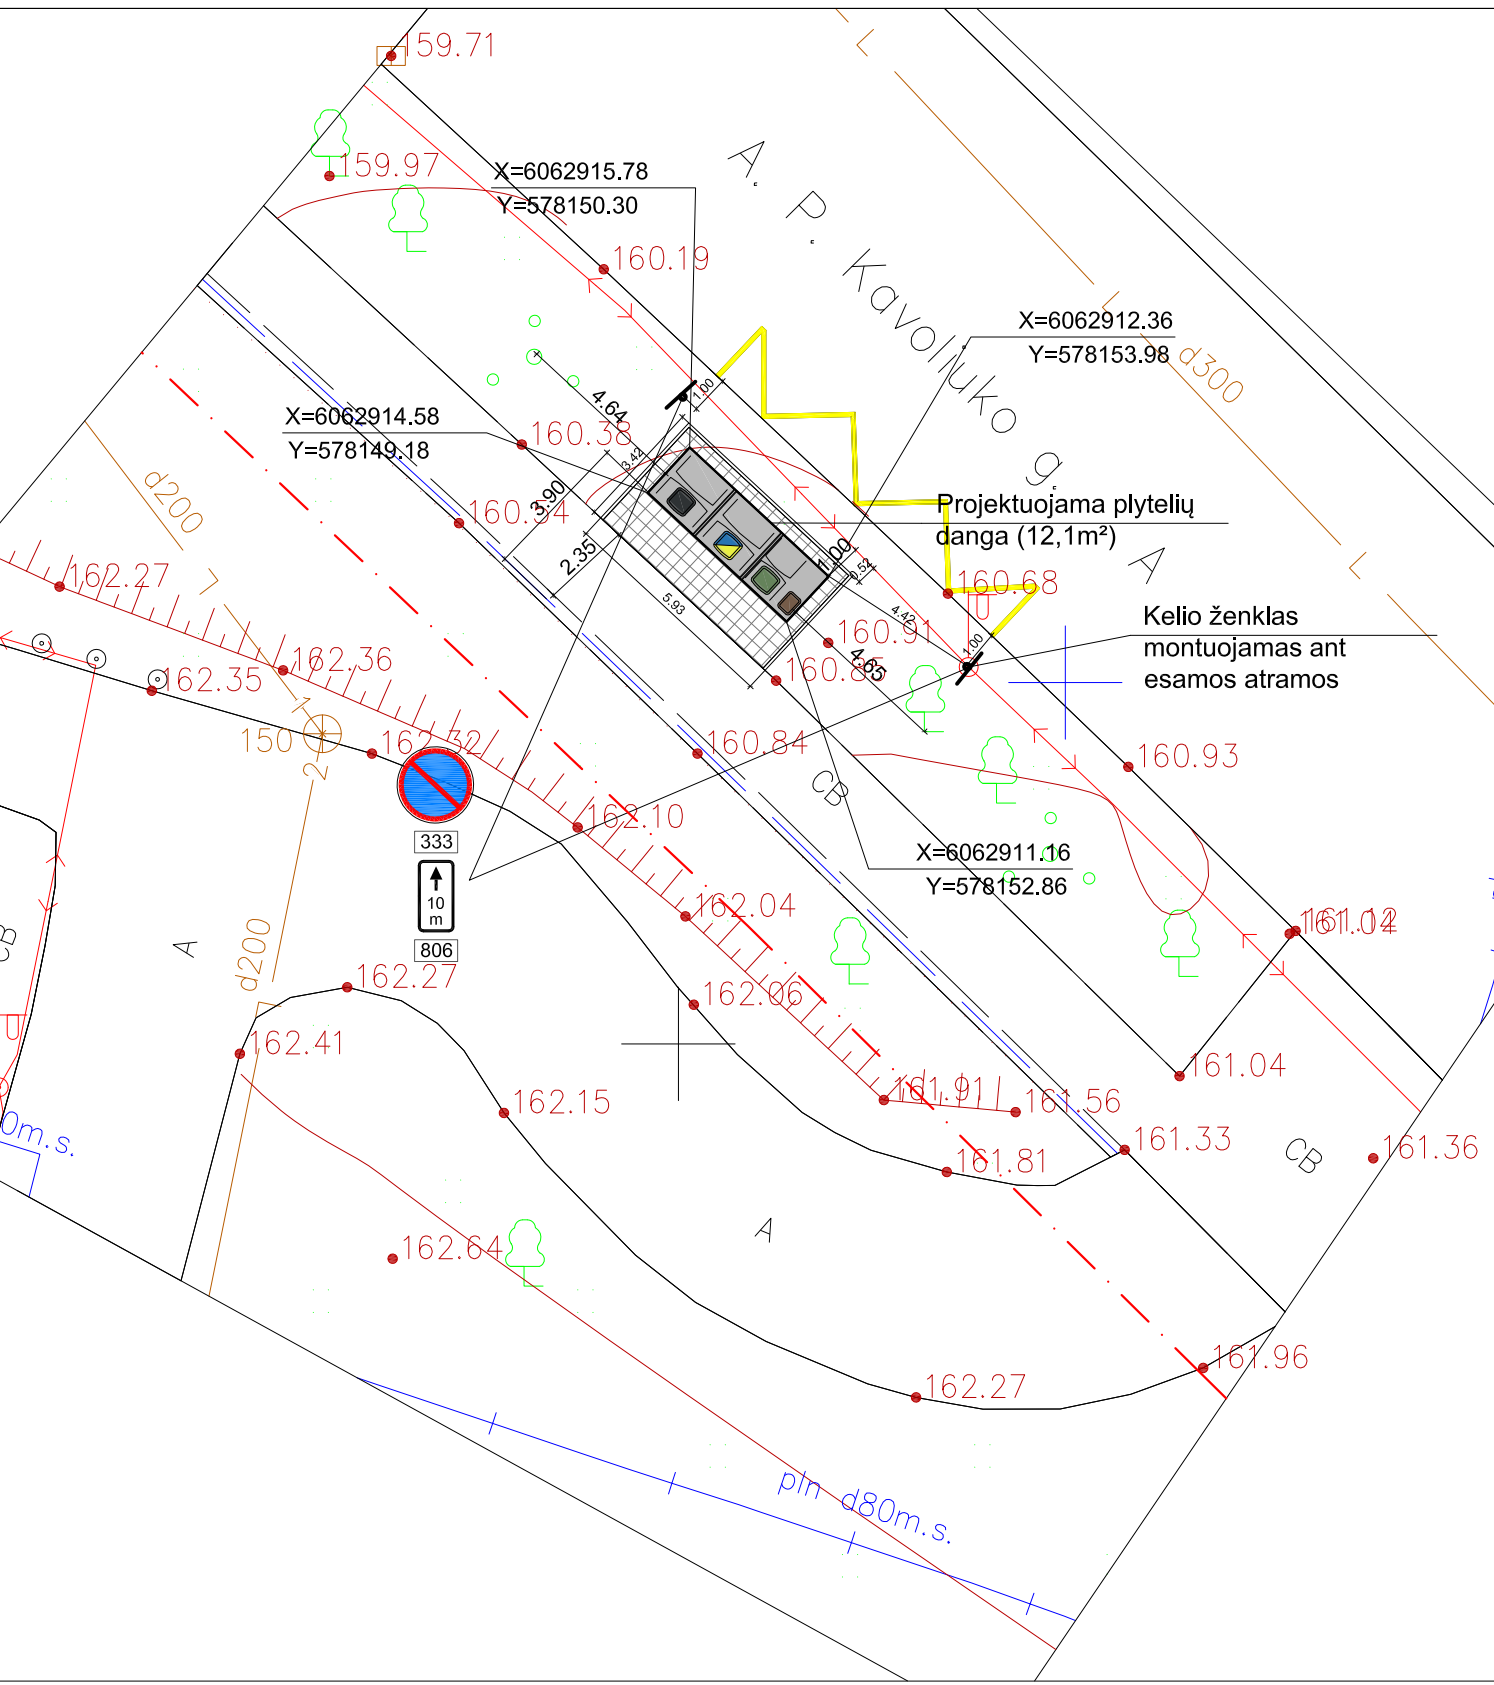 159.71
159.97
X=6062915.78
Y=578150.30
160.19
A. P. Kavoliuko g.
X=6062912.36
Y=578153.98
d300
L
L
L
L
1.00
4.64
X=6062914.58
Y=578149.18
160.38
3.42
3.90
160.54
2.35
d200
Projektuojama plytelių
danga (12,1m²)
1.00
0.52
5.93
4.42
A
160.68
162.27
160.91
4.65
1.00
Kelio ženklas
montuojamas ant
esamos atramos
162.36
162.35
160.85
150
1
2
162.32
160.84
160.93
CB
162.10
333
10
m
806
X=6062911.16
Y=578152.86
162.04
161.12
161.04
CB
A
d200
162.27
162.06
162.41
161.04
162.15
161.91
161.56
0m.s.
161.33
CB
161.36
161.81
A
162.64
161.96
162.27
pln d80m.s.